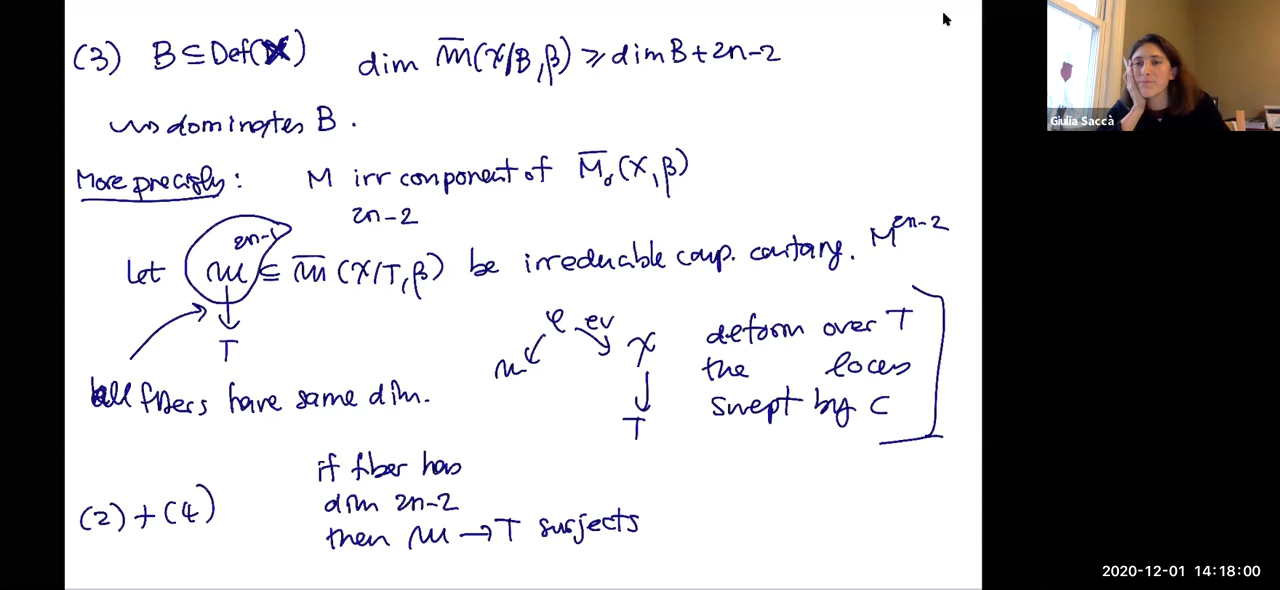 (3) B ⊆ Def(X) dim M̄(𝒳/B, β) ≥ dim B + 2n-2
⇝ dominates B.
More precisely: M irr component of M̄₀(X, β)
2n-2
2n-1
Let 𝓜 ⊆ M̄(𝒳/T, β) be irreducible comp. containg. M^{2n-2}
↓
T
all fibers have same dim.
𝒞 ev
𝓜 𝒳
↓
T
deform over T
the locus
swept by C
(2)+(4) if fiber has
dim 2n-2
then 𝓜 → T surjects
Giulia Saccà
2020-12-01 14:18:00